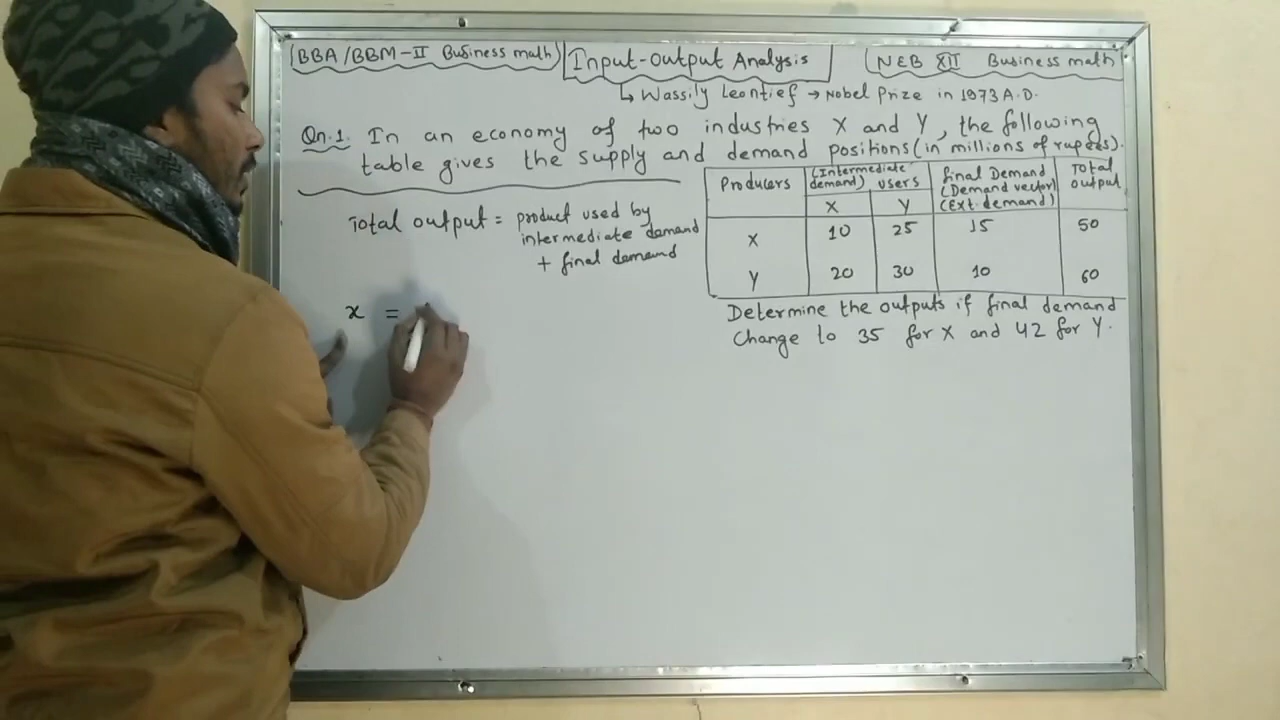 BBA/BBM-II Business math
Input-Output Analysis
NEB XII Business math
↳ Wassily Leontief → Nobel Prize in 1973 A.D.
Qn.1. In an economy of two industries X and Y, the following
table gives the supply and demand positions (in millions of rupees).
Total output = product used by
intermediate demand
+ final demand
x =
Producers (Intermediate demand) users Final Demand (Demand vector) (Ext. demand) Total output
X Y
X 10 25 15 50
Y 20 30 10 60
Determine the outputs if final demand
change to 35 for X and 42 for Y.